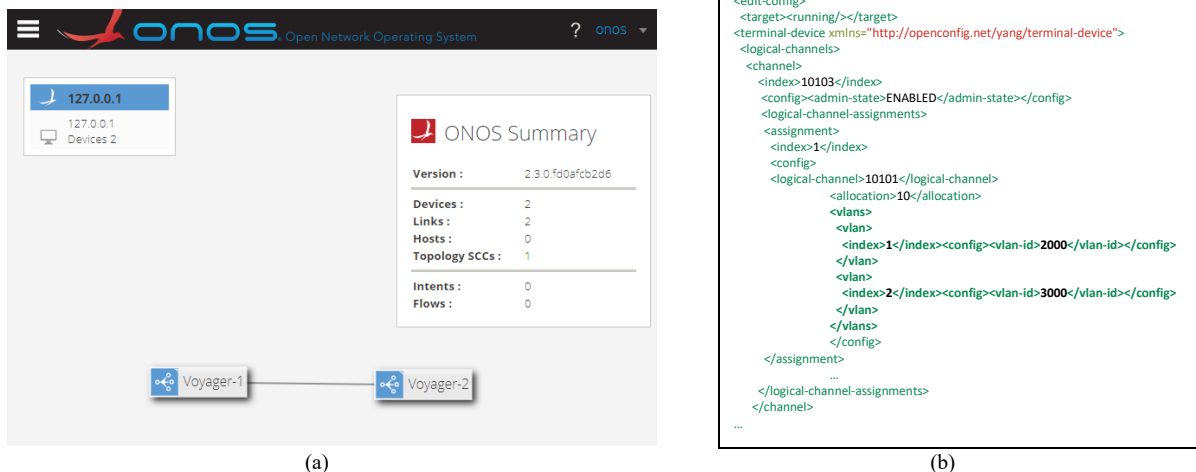 ONOS. Open Network Operating System ? onos
127.0.0.1
127.0.0.1
Devices 2
ONOS Summary
Version : 2.3.0.fd0afcb2d6
Devices : 2
Links : 2
Hosts : 0
Topology SCCs : 1
Intents : 0
Flows : 0
Voyager-1
Voyager-2
(a)
<edit-config>
<target><running/></target>
<terminal-device xmlns="http://openconfig.net/yang/terminal-device">
<logical-channels>
<channel>
<index>10103</index>
<config><admin-state>ENABLED</admin-state></config>
<logical-channel-assignments>
<assignment>
<index>1</index>
<config>
<logical-channel>10101</logical-channel>
<allocation>10</allocation>
<vlans>
<vlan>
<index>1</index><config><vlan-id>2000</vlan-id></config>
</vlan>
<vlan>
<index>2</index><config><vlan-id>3000</vlan-id></config>
</vlan>
</vlans>
</config>
</assignment>
...
</logical-channel-assignments>
</channel>
...
(b)